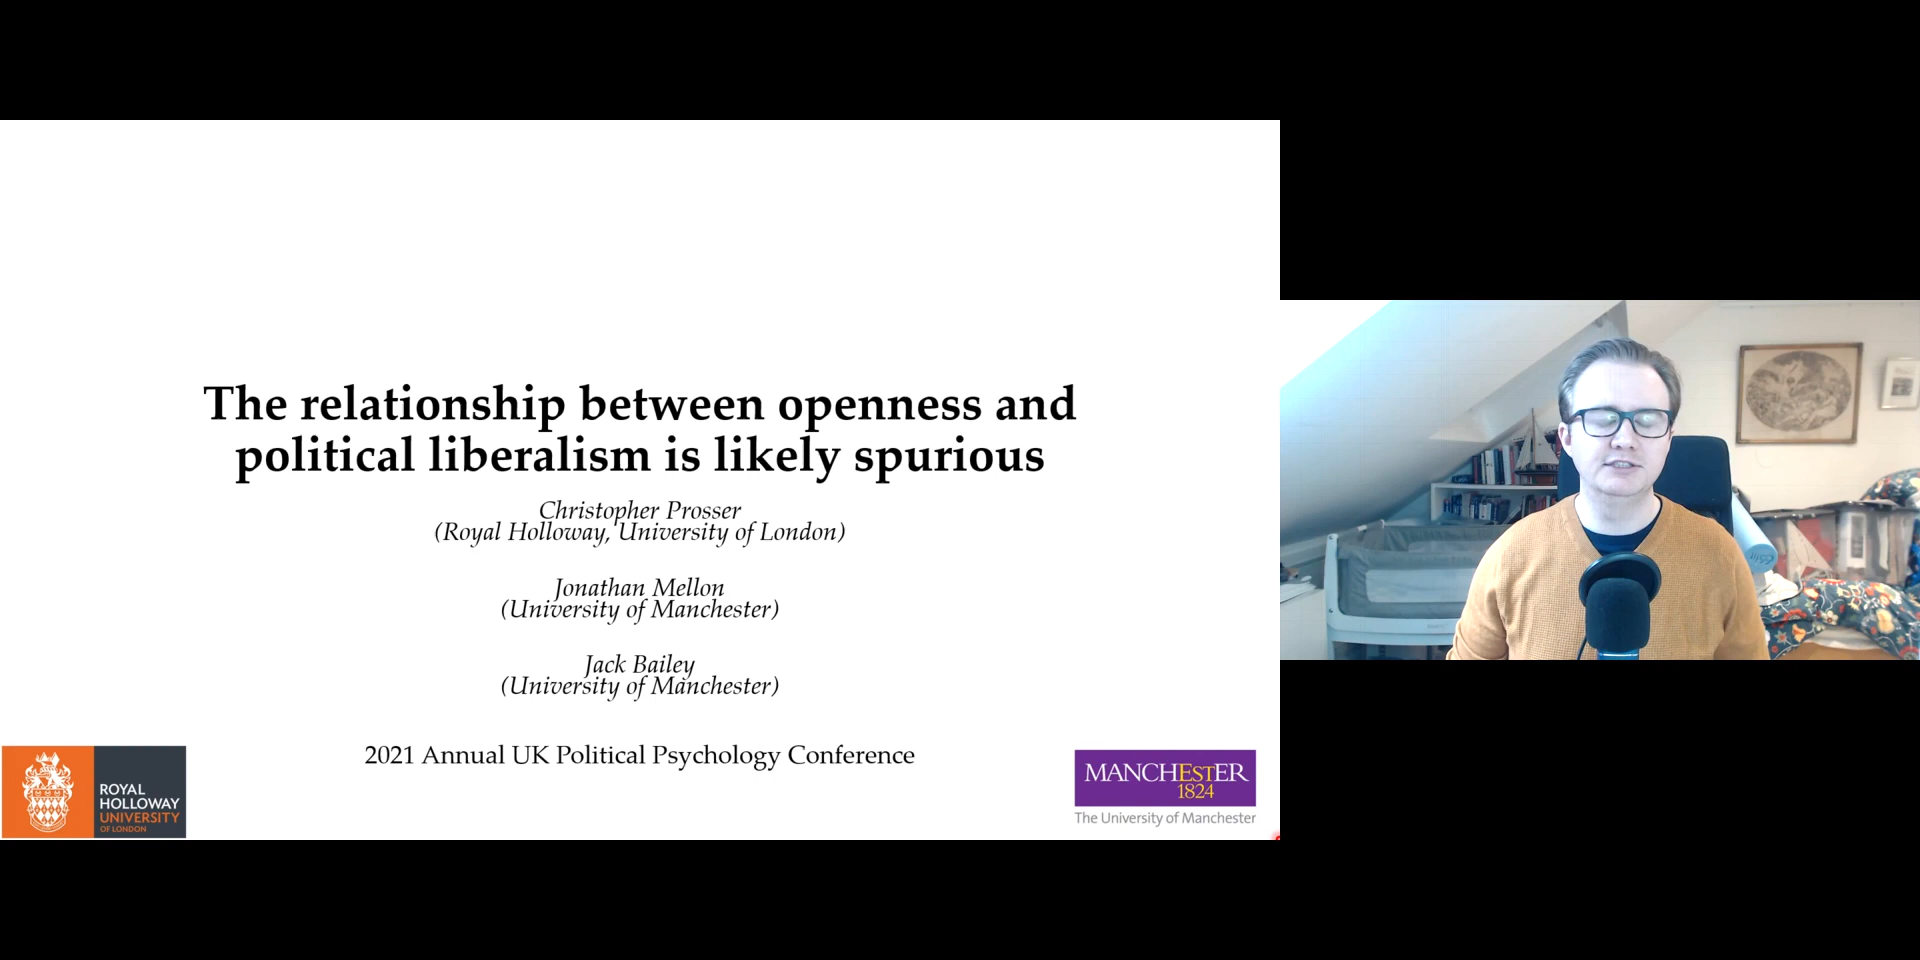 The relationship between openness and
political liberalism is likely spurious
Christopher Prosser
(Royal Holloway, University of London)
Jonathan Mellon
(University of Manchester)
Jack Bailey
(University of Manchester)
2021 Annual UK Political Psychology Conference
ROYAL
HOLLOWAY
UNIVERSITY
OF LONDON
MANCHESTER
1824
The University of Manchester